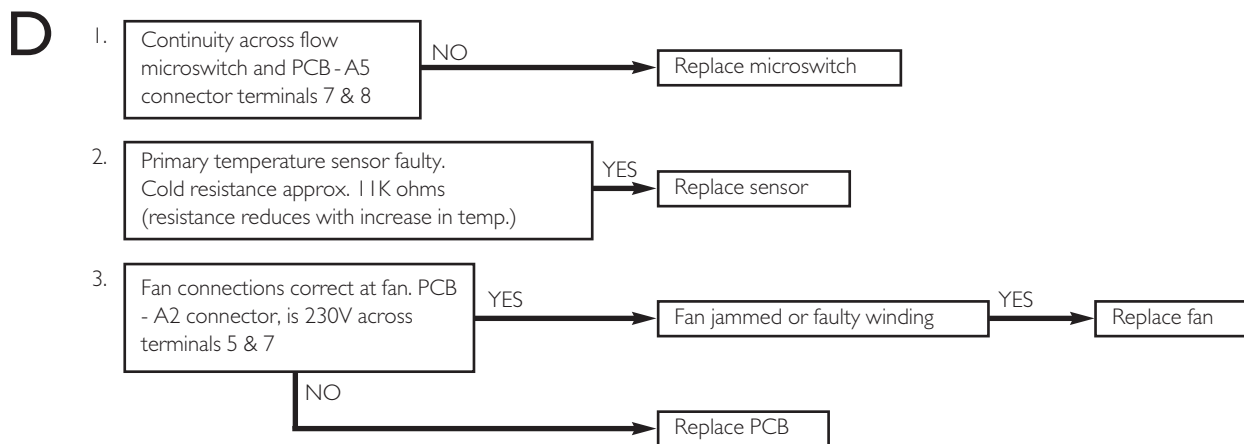 D
1.
Continuity across flow
microswitch and PCB - A5
connector terminals 7 & 8
NO
Replace microswitch
2.
Primary temperature sensor faulty.
Cold resistance approx. 11K ohms
(resistance reduces with increase in temp.)
YES
Replace sensor
3.
Fan connections correct at fan. PCB
- A2 connector, is 230V across
terminals 5 & 7
YES
Fan jammed or faulty winding
YES
Replace fan
NO
Replace PCB